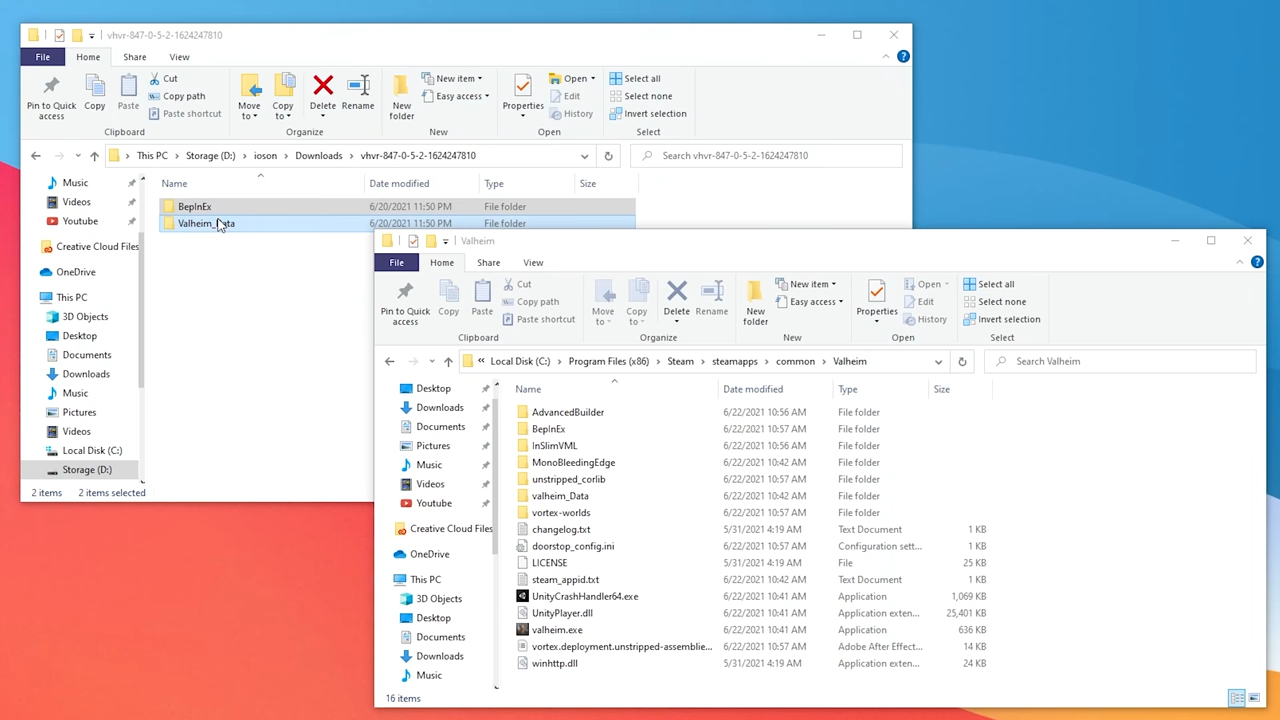 vhvr-847-0-5-2-1624247810
File Home Share View
Pin to Quick access
Copy
Paste
Cut
Copy path
Paste shortcut
Clipboard
Move to
Copy to
Delete
Rename
Organize
New folder
New item
Easy access
New
Properties
Open
Edit
History
Open
Select all
Select none
Invert selection
Select
This PC > Storage (D:) > ioson > Downloads > vhvr-847-0-5-2-1624247810
Search vhvr-847-0-5-2-1624247810
Music
Videos
Youtube
Creative Cloud Files
OneDrive
This PC
3D Objects
Desktop
Documents
Downloads
Music
Pictures
Videos
Local Disk (C:)
Storage (D:)
Name Date modified Type Size
BepInEx 6/20/2021 11:50 PM File folder
Valheim_Data 6/20/2021 11:50 PM File folder
2 items 2 items selected
Valheim
File Home Share View
Pin to Quick access
Copy
Paste
Cut
Copy path
Paste shortcut
Clipboard
Move to
Copy to
Delete
Rename
Organize
New folder
New item
Easy access
New
Properties
Open
Edit
History
Open
Select all
Select none
Invert selection
Select
« Local Disk (C:) > Program Files (x86) > Steam > steamapps > common > Valheim
Search Valheim
Desktop
Downloads
Documents
Pictures
Music
Videos
Youtube
Creative Cloud Files
OneDrive
This PC
3D Objects
Desktop
Documents
Downloads
Music
Name Date modified Type Size
AdvancedBuilder 6/22/2021 10:56 AM File folder
BepInEx 6/22/2021 10:57 AM File folder
InSlimVML 6/22/2021 10:56 AM File folder
MonoBleedingEdge 6/22/2021 10:42 AM File folder
unstripped_corlib 6/22/2021 10:57 AM File folder
valheim_Data 6/22/2021 10:42 AM File folder
vortex-worlds 6/22/2021 10:57 AM File folder
changelog.txt 5/31/2021 4:19 AM Text Document 1 KB
doorstop_config.ini 6/22/2021 10:57 AM Configuration sett... 1 KB
LICENSE 5/31/2021 4:19 AM File 25 KB
steam_appid.txt 6/22/2021 10:42 AM Text Document 1 KB
UnityCrashHandler64.exe 6/22/2021 10:41 AM Application 1,069 KB
UnityPlayer.dll 6/22/2021 10:41 AM Application exten... 25,401 KB
valheim.exe 6/22/2021 10:41 AM Application 636 KB
vortex.deployment.unstripped-assemblie... 6/22/2021 10:57 AM Adobe After Effect... 14 KB
winhttp.dll 5/31/2021 4:19 AM Application exten... 24 KB
16 items